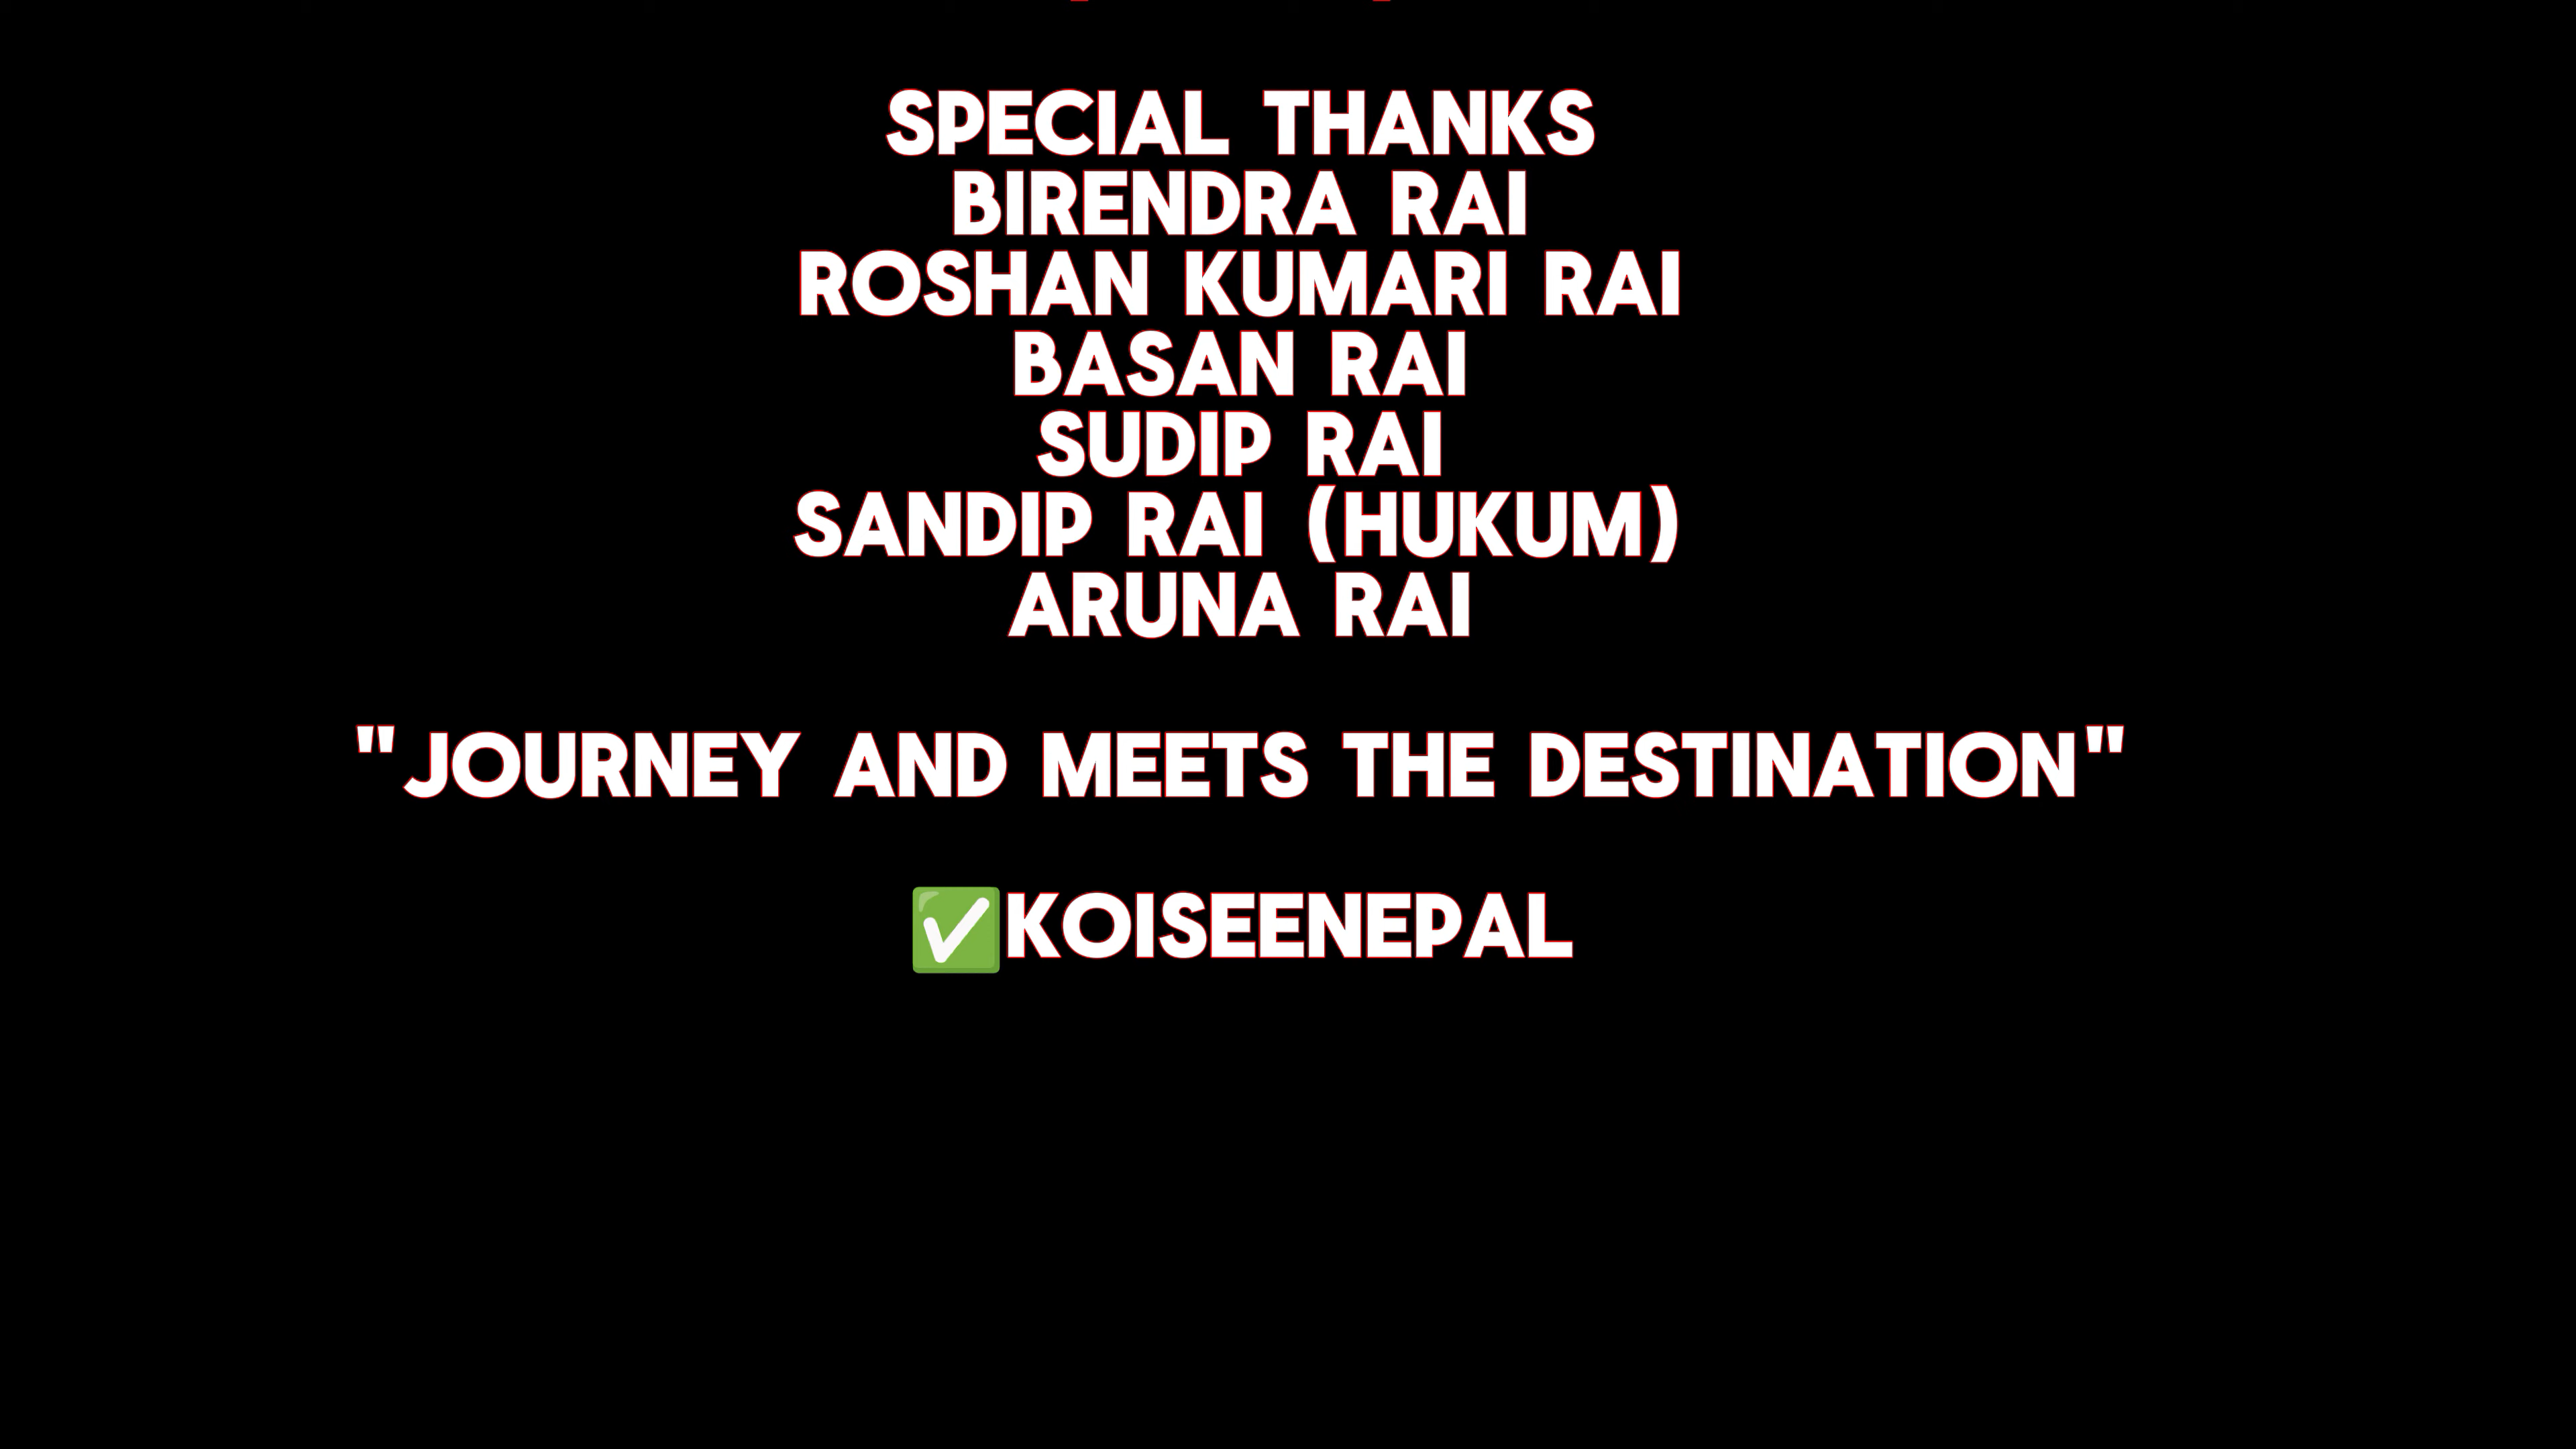 SPECIAL THANKS
BIRENDRA RAI
ROSHAN KUMARI RAI
BASAN RAI
SUDIP RAI
SANDIP RAI (HUKUM)
ARUNA RAI
"JOURNEY AND MEETS THE DESTINATION"
✅KOISEENEPAL